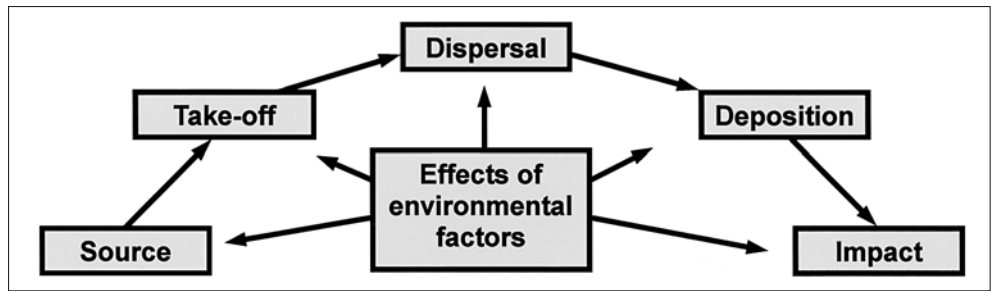 Dispersal
Take-off
Deposition
Effects of
environmental
factors
Source
Impact